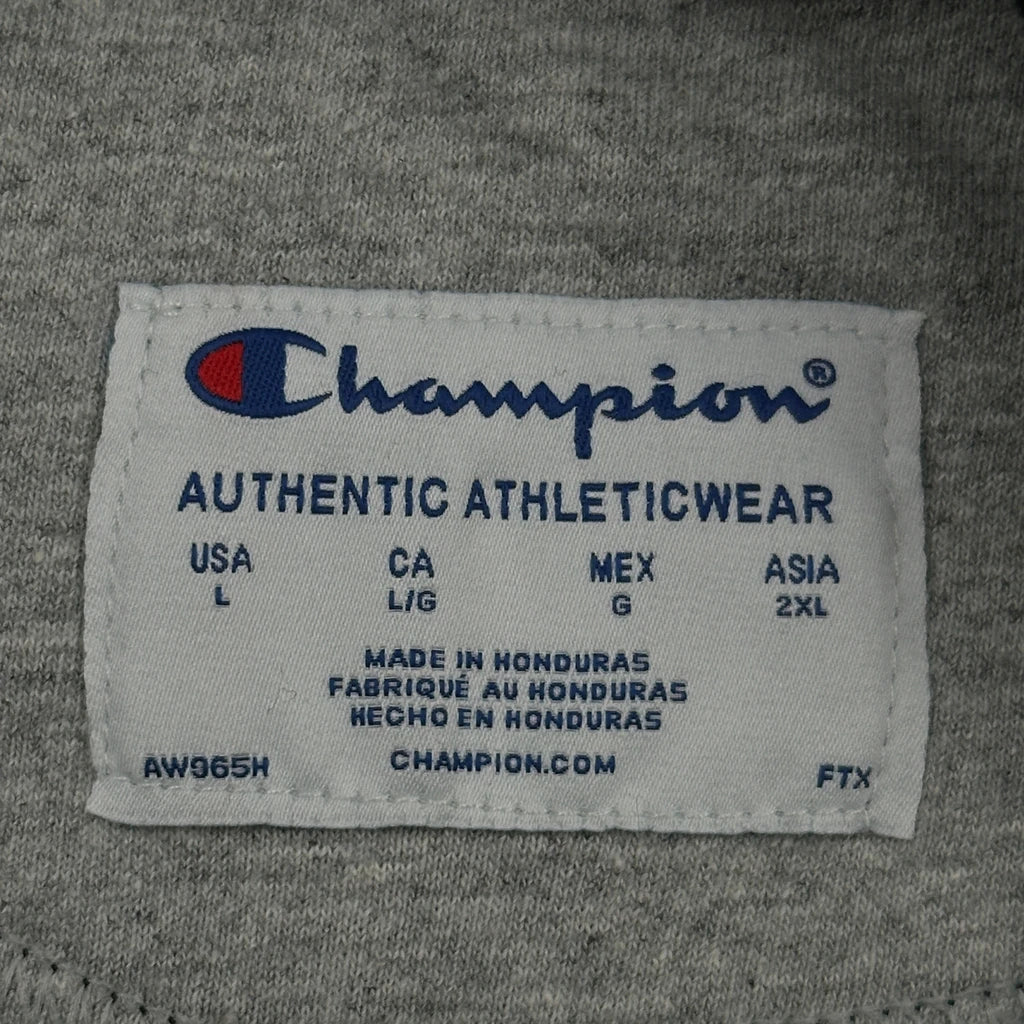 Champion®
AUTHENTIC ATHLETICWEAR
USA CA MEX ASIA
L L/G G 2XL
MADE IN HONDURAS
FABRIQUÉ AU HONDURAS
HECHO EN HONDURAS
AW965H CHAMPION.COM FTX